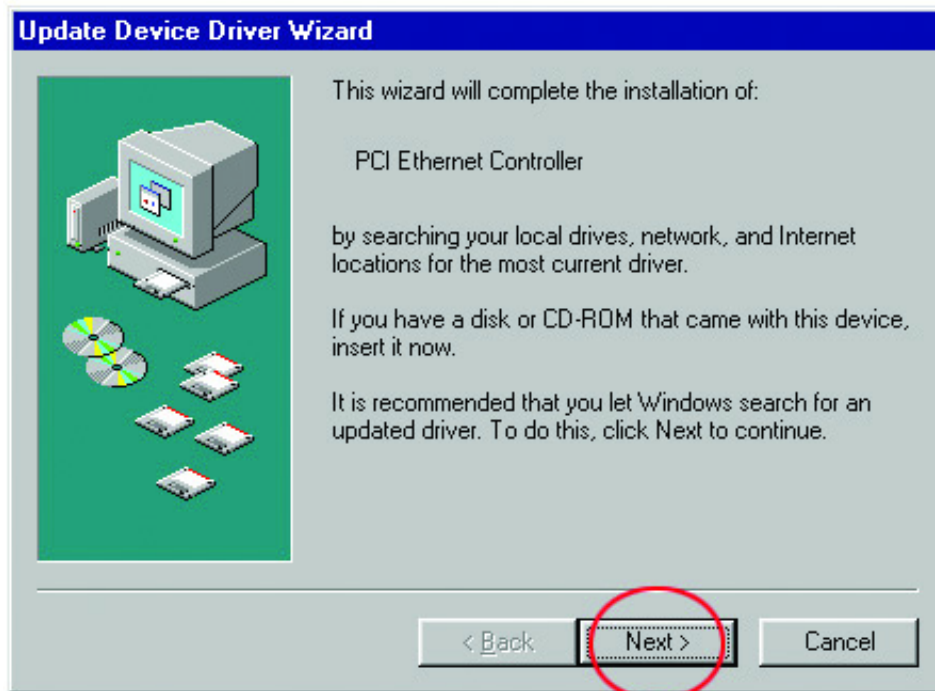 Update Device Driver Wizard
This wizard will complete the installation of:
PCI Ethernet Controller
by searching your local drives, network, and Internet
locations for the most current driver.
If you have a disk or CD-ROM that came with this device,
insert it now.
It is recommended that you let Windows search for an
updated driver. To do this, click Next to continue.
< Back
Next >
Cancel